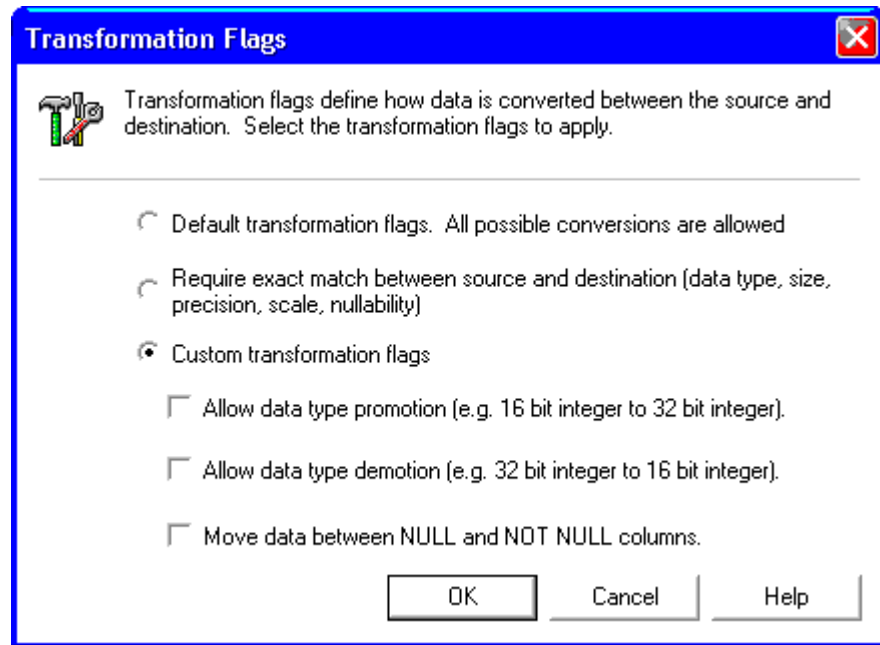 Transformation Flags
Transformation flags define how data is converted between the source and
destination. Select the transformation flags to apply.
Default transformation flags. All possible conversions are allowed
Require exact match between source and destination (data type, size,
precision, scale, nullability)
Custom transformation flags
Allow data type promotion (e.g. 16 bit integer to 32 bit integer).
Allow data type demotion (e.g. 32 bit integer to 16 bit integer).
Move data between NULL and NOT NULL columns.
OK Cancel Help